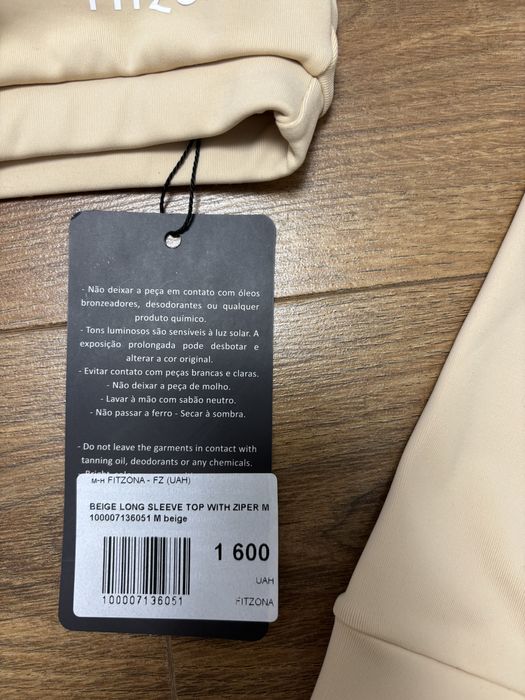 - Não deixar a peça em contato com óleos
bronzeadores, desodorantes ou qualquer
produto químico.
- Tons luminosos são sensíveis à luz solar. A
exposição prolongada pode desbotar e
alterar a cor original.
- Evitar contato com peças brancas e claras.
- Não deixar a peça de molho.
- Lavar à mão com sabão neutro.
- Não passar a ferro - Secar à sombra.
- Do not leave the garments in contact with
tanning oil, deodorants or any chemicals.
м-н FITZONA - FZ (UAH)
BEIGE LONG SLEEVE TOP WITH ZIPER M
100007136051 M beige
1 600
UAH
100007136051
FITZONA